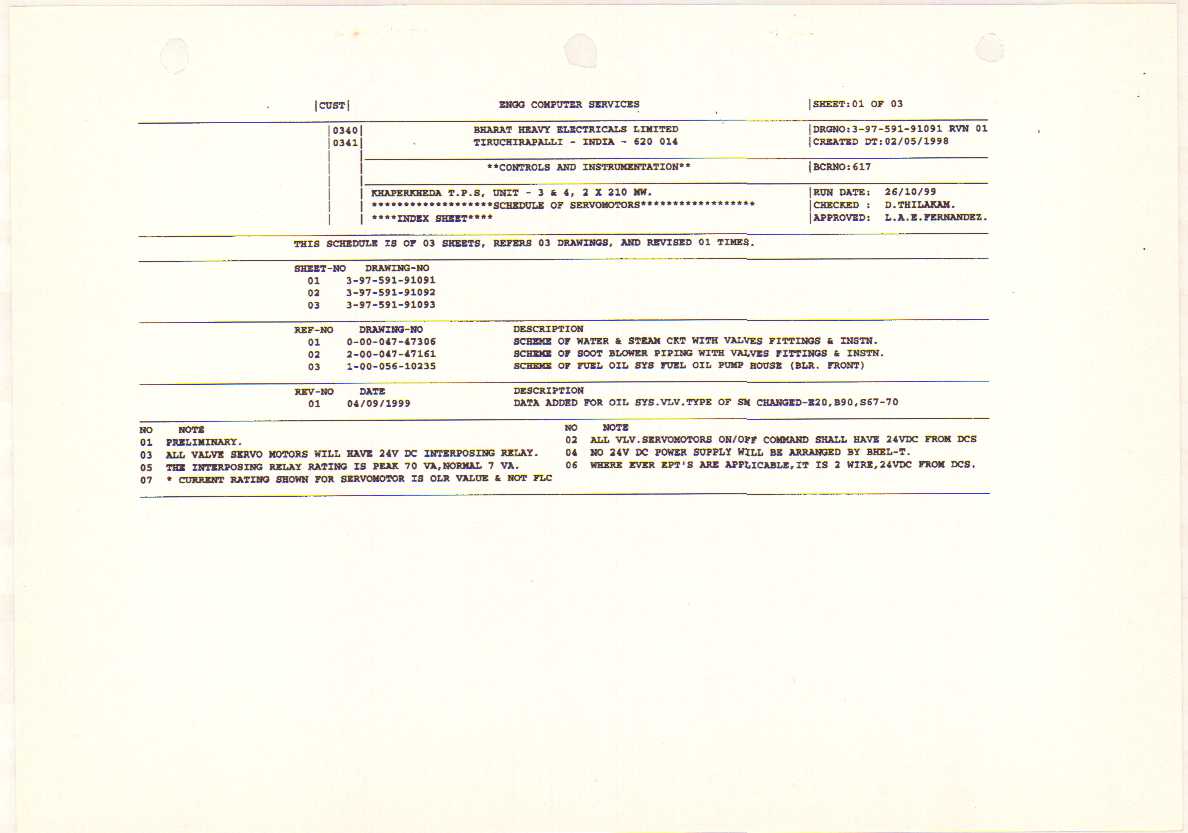 |CUST| ENGG COMPUTER SERVICES |SHEET:01 OF 03
|0340| BHARAT HEAVY ELECTRICALS LIMITED |DRGNO:3-97-591-91091 RVN 01
|0341| TIRUCHIRAPALLI - INDIA - 620 014 |CREATED DT:02/05/1998
**CONTROLS AND INSTRUMENTATION** |BCRNO:617
KHAPERKHEDA T.P.S, UNIT - 3 & 4, 2 X 210 MW. |RUN DATE: 26/10/99
*******************SCHEDULE OF SERVOMOTORS****************** |CHECKED : D.THILAKAM.
****INDEX SHEET**** |APPROVED: L.A.E.FERNANDEZ.
THIS SCHEDULE IS OF 03 SHEETS, REFERS 03 DRAWINGS, AND REVISED 01 TIMES.
SHEET-NO DRAWING-NO
01 3-97-591-91091
02 3-97-591-91092
03 3-97-591-91093
REF-NO DRAWING-NO DESCRIPTION
01 0-00-047-47306 SCHEME OF WATER & STEAM CKT WITH VALVES FITTINGS & INSTN.
02 2-00-047-47161 SCHEME OF SOOT BLOWER PIPING WITH VALVES FITTINGS & INSTN.
03 1-00-056-10235 SCHEME OF FUEL OIL SYS FUEL OIL PUMP HOUSE (BLR. FRONT)
REV-NO DATE DESCRIPTION
01 04/09/1999 DATA ADDED FOR OIL SYS.VLV.TYPE OF SM CHANGED-E20,B90,S67-70
NO NOTE NO NOTE
01 PRELIMINARY. 02 ALL VLV.SERVOMOTORS ON/OFF COMMAND SHALL HAVE 24VDC FROM DCS
03 ALL VALVE SERVO MOTORS WILL HAVE 24V DC INTERPOSING RELAY. 04 NO 24V DC POWER SUPPLY WILL BE ARRANGED BY BHEL-T.
05 THE INTERPOSING RELAY RATING IS PEAK 70 VA,NORMAL 7 VA. 06 WHERE EVER EPT'S ARE APPLICABLE,IT IS 2 WIRE,24VDC FROM DCS.
07 * CURRENT RATING SHOWN FOR SERVOMOTOR IS OLR VALUE & NOT FLC